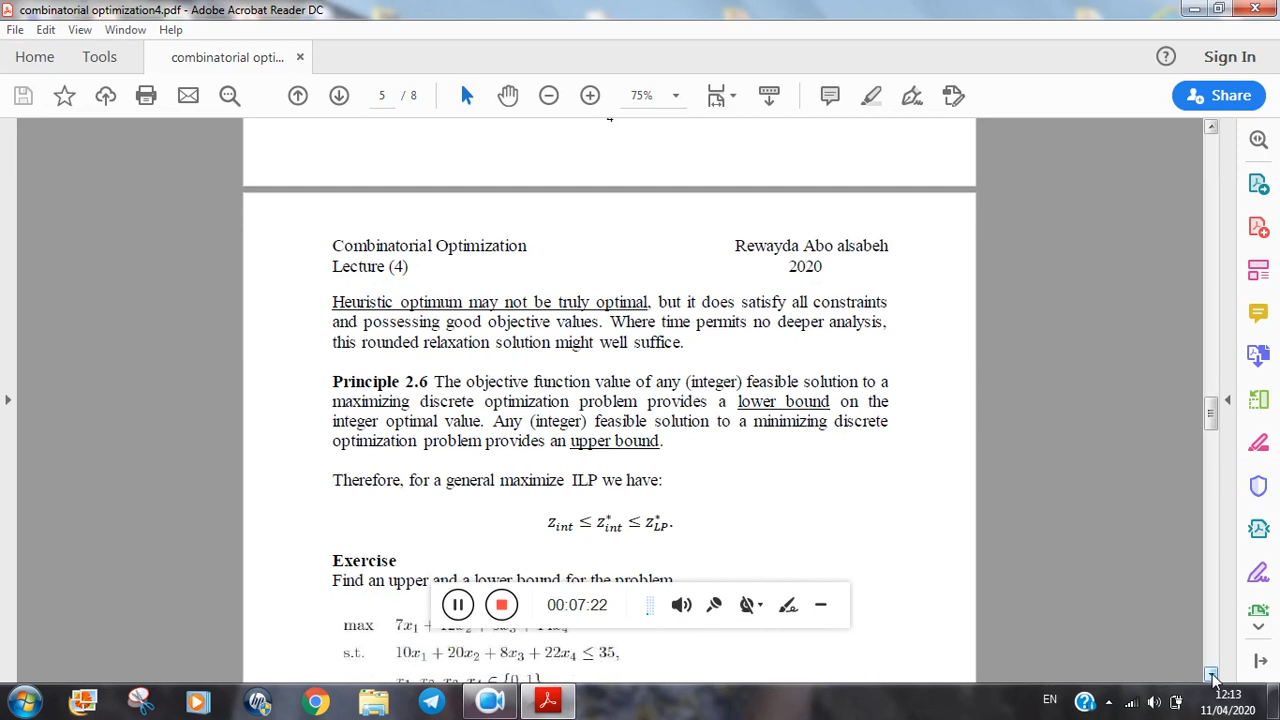 combinatorial optimization4.pdf - Adobe Acrobat Reader DC
File Edit View Window Help
Home Tools combinatorial opti... × Sign In
5 / 8 75% Share
4
Combinatorial Optimization Rewayda Abo alsabeh
Lecture (4) 2020
Heuristic optimum may not be truly optimal, but it does satisfy all constraints
and possessing good objective values. Where time permits no deeper analysis,
this rounded relaxation solution might well suffice.
Principle 2.6 The objective function value of any (integer) feasible solution to a
maximizing discrete optimization problem provides a lower bound on the
integer optimal value. Any (integer) feasible solution to a minimizing discrete
optimization problem provides an upper bound.
Therefore, for a general maximize ILP we have:
z_int ≤ z*_int ≤ z*_LP.
Exercise
Find an upper and a lower bound for the problem
00:07:22
max 7x₁ +
s.t. 10x₁ + 20x₂ + 8x₃ + 22x₄ ≤ 35,
x₁, x₂, x₃, x₄ ∈ {0, 1}
EN 12:13
11/04/2020